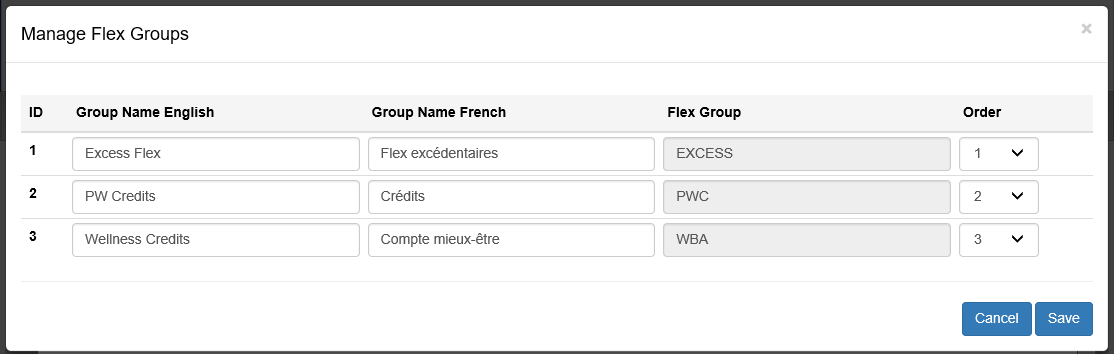 Manage Flex Groups ×
ID Group Name English Group Name French Flex Group Order
1 Excess Flex Flex excédentaires EXCESS 1
2 PW Credits Crédits PWC 2
3 Wellness Credits Compte mieux-être WBA 3
Cancel Save